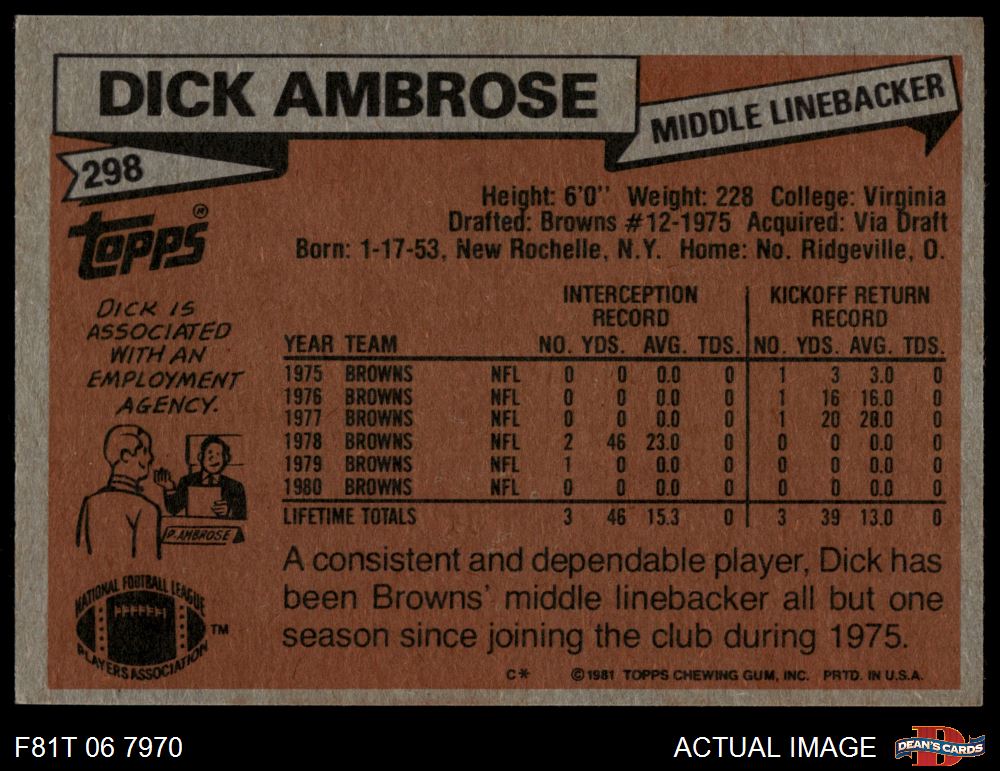 DICK AMBROSE
MIDDLE LINEBACKER
298
TOPPS®
Height: 6'0" Weight: 228 College: Virginia
Drafted: Browns #12-1975 Acquired: Via Draft
Born: 1-17-53, New Rochelle, N.Y. Home: No. Ridgeville, O.
DICK IS
ASSOCIATED
WITH AN
EMPLOYMENT
AGENCY.
D. AMBROSE
INTERCEPTION RECORD KICKOFF RETURN RECORD
YEAR TEAM NO. YDS. AVG. TDS. NO. YDS. AVG. TDS.
1975 BROWNS NFL 0 0 0.0 0 1 3 3.0 0
1976 BROWNS NFL 0 0 0.0 0 1 16 16.0 0
1977 BROWNS NFL 0 0 0.0 0 1 20 20.0 0
1978 BROWNS NFL 2 46 23.0 0 0 0 0.0 0
1979 BROWNS NFL 1 0 0.0 0 0 0 0.0 0
1980 BROWNS NFL 0 0 0.0 0 0 0 0.0 0
LIFETIME TOTALS 3 46 15.3 0 3 39 13.0 0
A consistent and dependable player, Dick has
been Browns' middle linebacker all but one
season since joining the club during 1975.
NATIONAL FOOTBALL LEAGUE
PLAYERS ASSOCIATION
TM
C* © 1981 TOPPS CHEWING GUM, INC. PRTD. IN U.S.A.
F81T 06 7970
ACTUAL IMAGE
D
DEAN'S CARDS